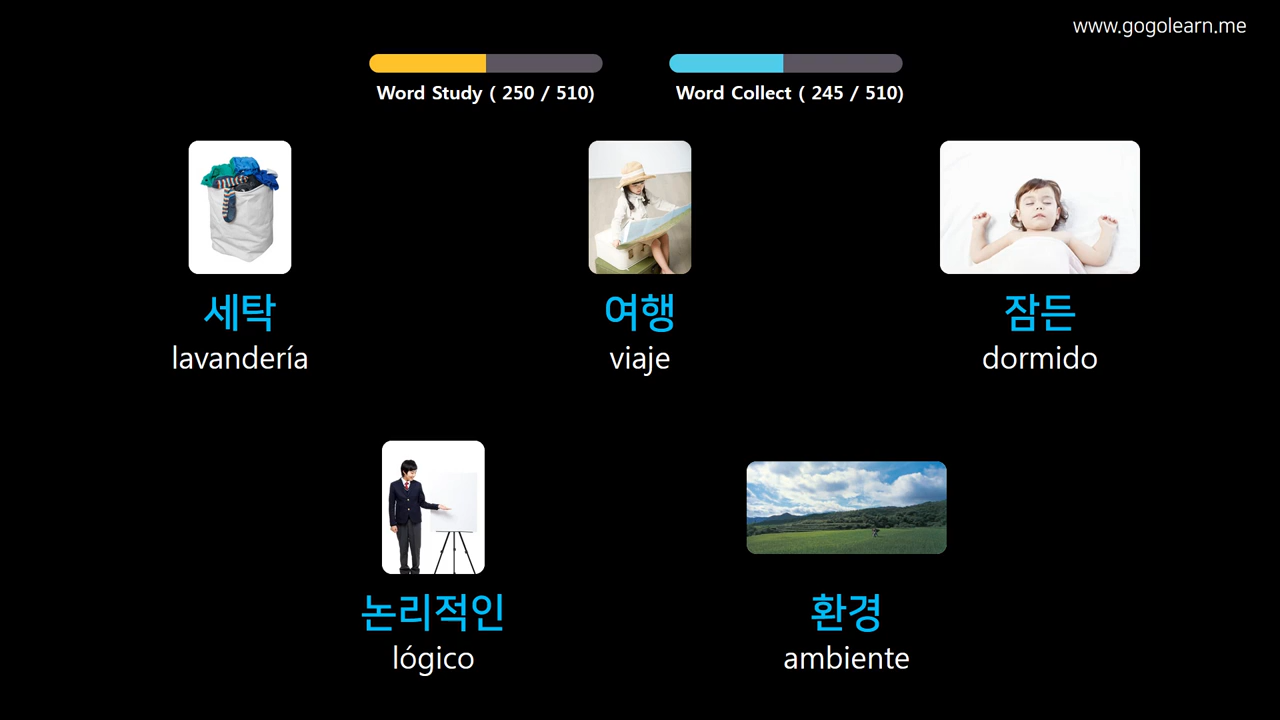 www.gogolearn.me
Word Study ( 250 / 510)
Word Collect ( 245 / 510)
세탁
lavandería
여행
viaje
잠든
dormido
논리적인
lógico
환경
ambiente